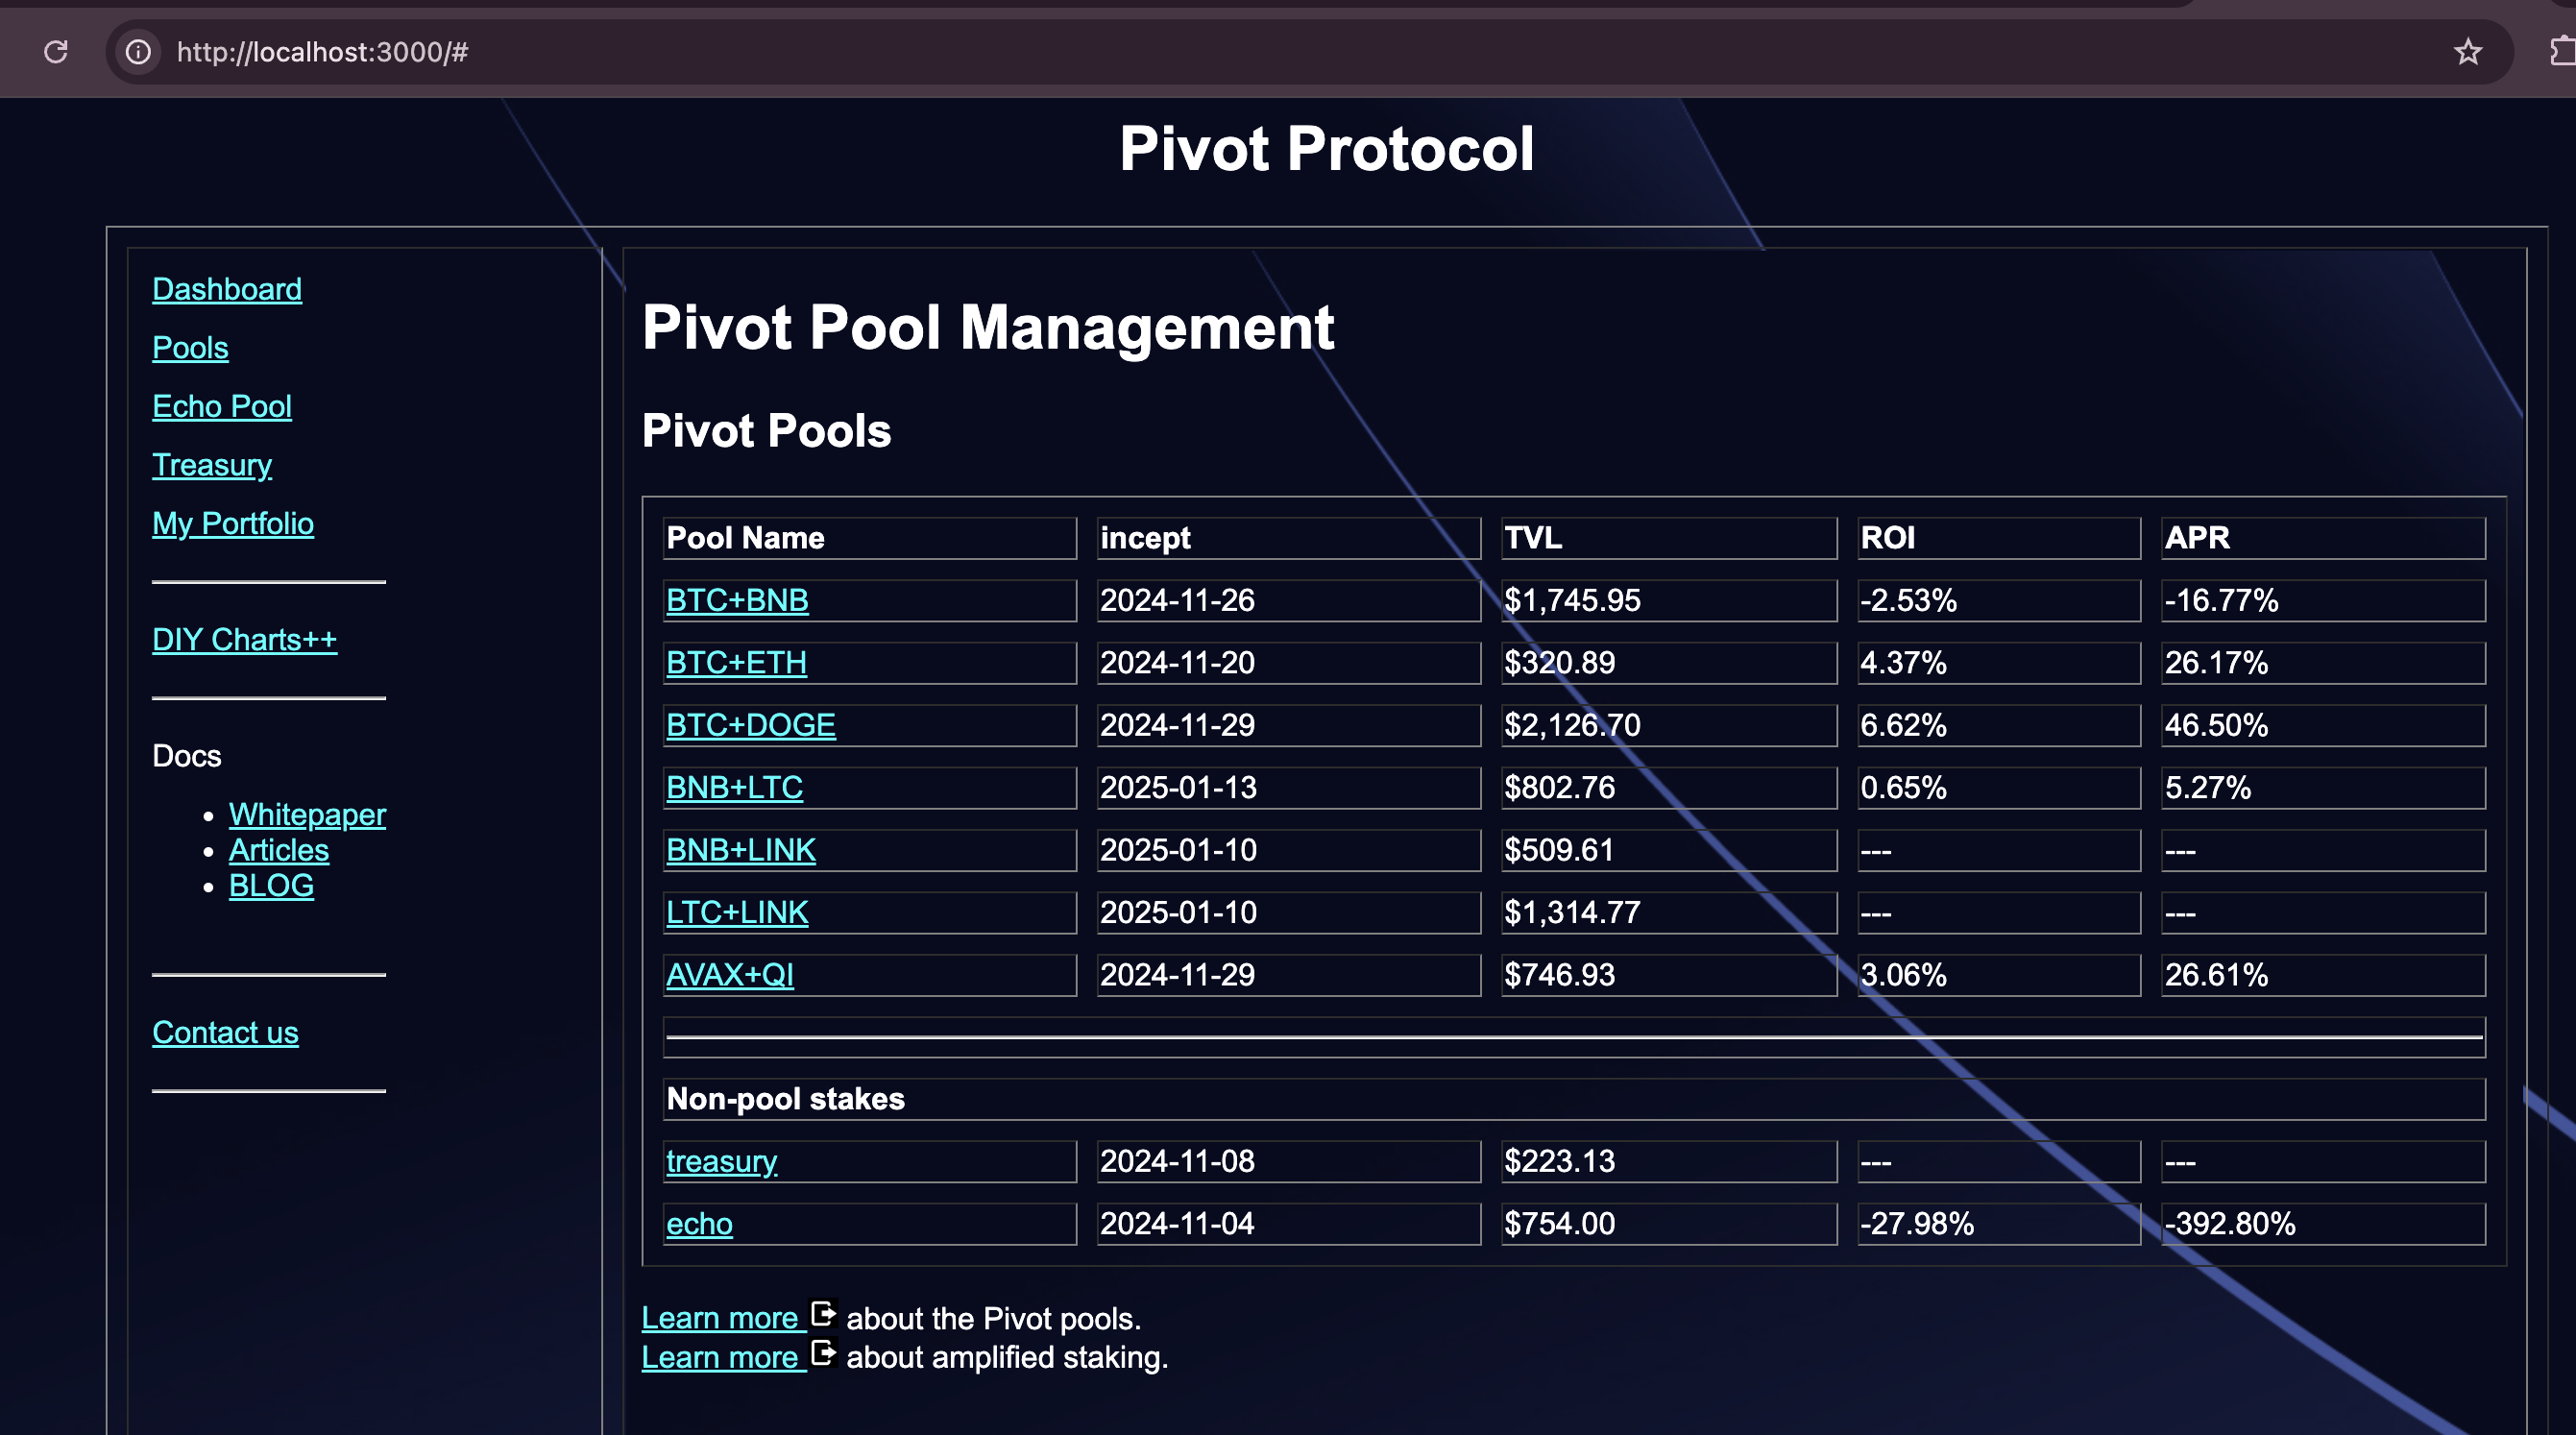 http://localhost:3000/#
Pivot Protocol
Dashboard
Pools
Echo Pool
Treasury
My Portfolio
DIY Charts++
Docs
Whitepaper
Articles
BLOG
Contact us
Pivot Pool Management
Pivot Pools
Pool Name incept TVL ROI APR
BTC+BNB 2024-11-26 $1,745.95 -2.53% -16.77%
BTC+ETH 2024-11-20 $320.89 4.37% 26.17%
BTC+DOGE 2024-11-29 $2,126.70 6.62% 46.50%
BNB+LTC 2025-01-13 $802.76 0.65% 5.27%
BNB+LINK 2025-01-10 $509.61 --- ---
LTC+LINK 2025-01-10 $1,314.77 --- ---
AVAX+QI 2024-11-29 $746.93 3.06% 26.61%
Non-pool stakes
treasury 2024-11-08 $223.13 --- ---
echo 2024-11-04 $754.00 -27.98% -392.80%
Learn more about the Pivot pools.
Learn more about amplified staking.